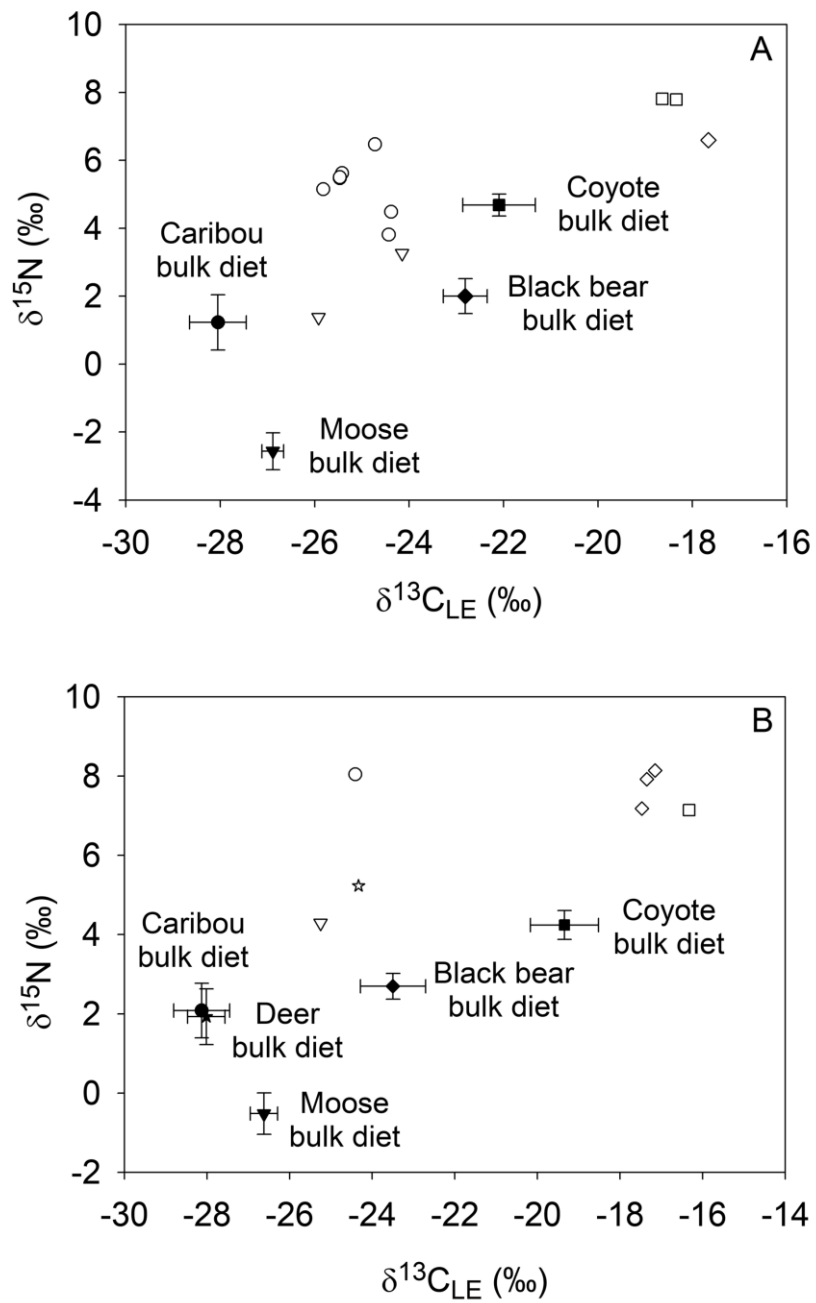 A
10
8
6
4
2
0
-2
-4
δ¹⁵N (‰)
Caribou
bulk diet
Coyote
bulk diet
Black bear
bulk diet
Moose
bulk diet
-30 -28 -26 -24 -22 -20 -18 -16
δ¹³C_LE (‰)
B
10
8
6
4
2
0
-2
δ¹⁵N (‰)
Caribou
bulk diet
Deer
bulk diet
Coyote
bulk diet
Black bear
bulk diet
Moose
bulk diet
-30 -28 -26 -24 -22 -20 -18 -16 -14
δ¹³C_LE (‰)